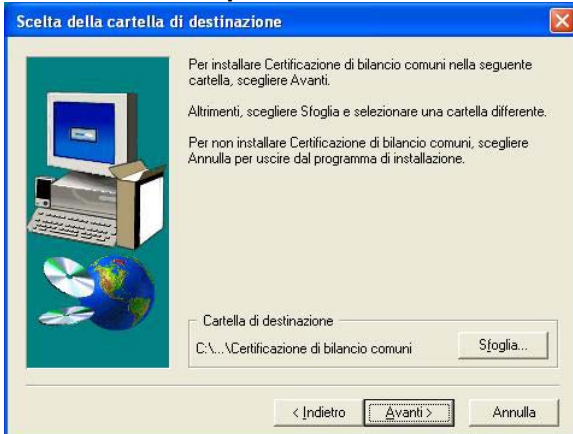 Scelta della cartella di destinazione
Per installare Certificazione di bilancio comuni nella seguente
cartella, scegliere Avanti.
Altrimenti, scegliere Sfoglia e selezionare una cartella differente.
Per non installare Certificazione di bilancio comuni, scegliere
Annulla per uscire dal programma di installazione.
Cartella di destinazione
C:\...\Certificazione di bilancio comuni
Sfoglia...
< Indietro
Avanti >
Annulla